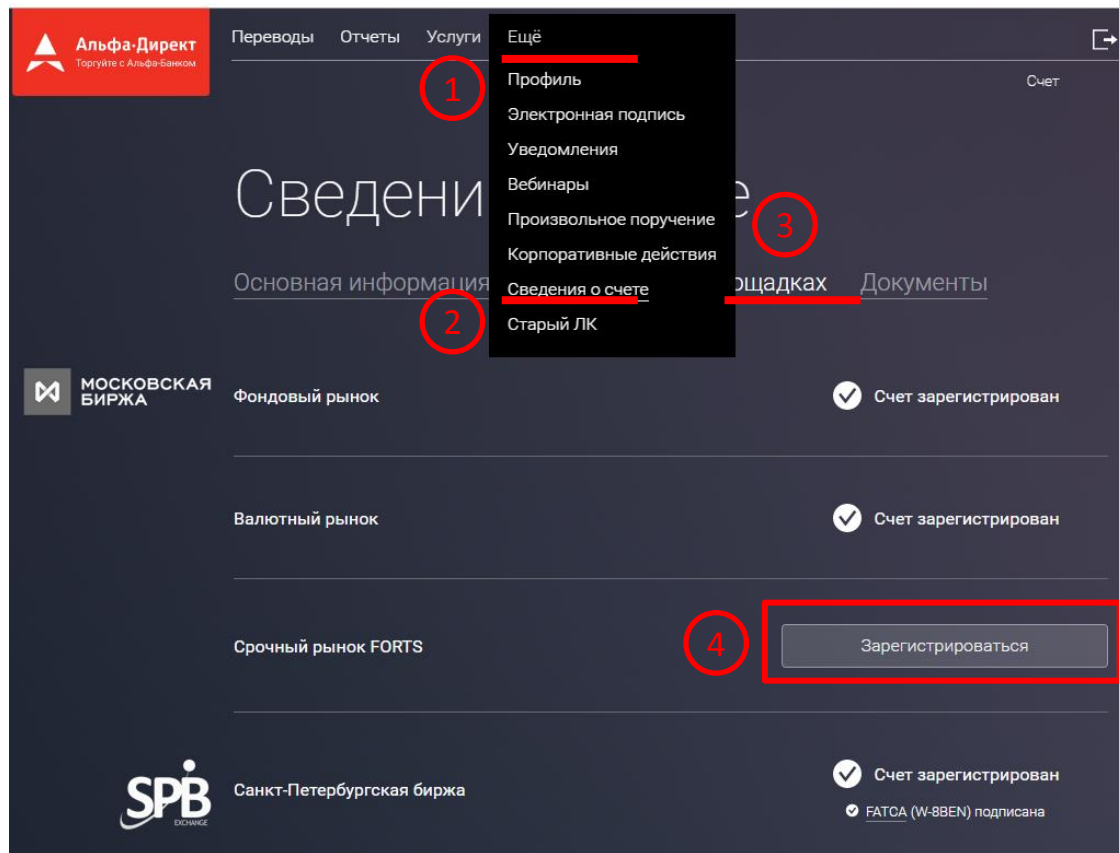 Альфа·Директ
Торгуйте с Альфа-Банком
Переводы Отчеты Услуги Ещё
1
Профиль
Счет
Электронная подпись
Уведомления
Вебинары
Произвольное поручение
Корпоративные действия
Сведения о счете
Старый ЛК
Сведени е
3
Основная информация ощадках Документы
2
МОСКОВСКАЯ
БИРЖА
Фондовый рынок Счет зарегистрирован
Валютный рынок Счет зарегистрирован
Срочный рынок FORTS 4 Зарегистрироваться
SPB
EXCHANGE
Санкт-Петербургская биржа Счет зарегистрирован
FATCA (W-8BEN) подписана